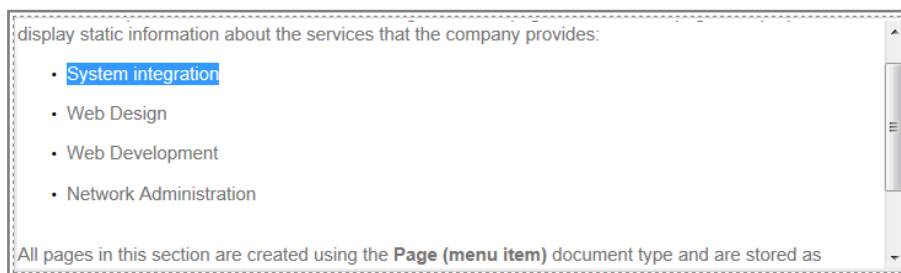 display static information about the services that the company provides:
• System integration
• Web Design
• Web Development
• Network Administration
All pages in this section are created using the Page (menu item) document type and are stored as